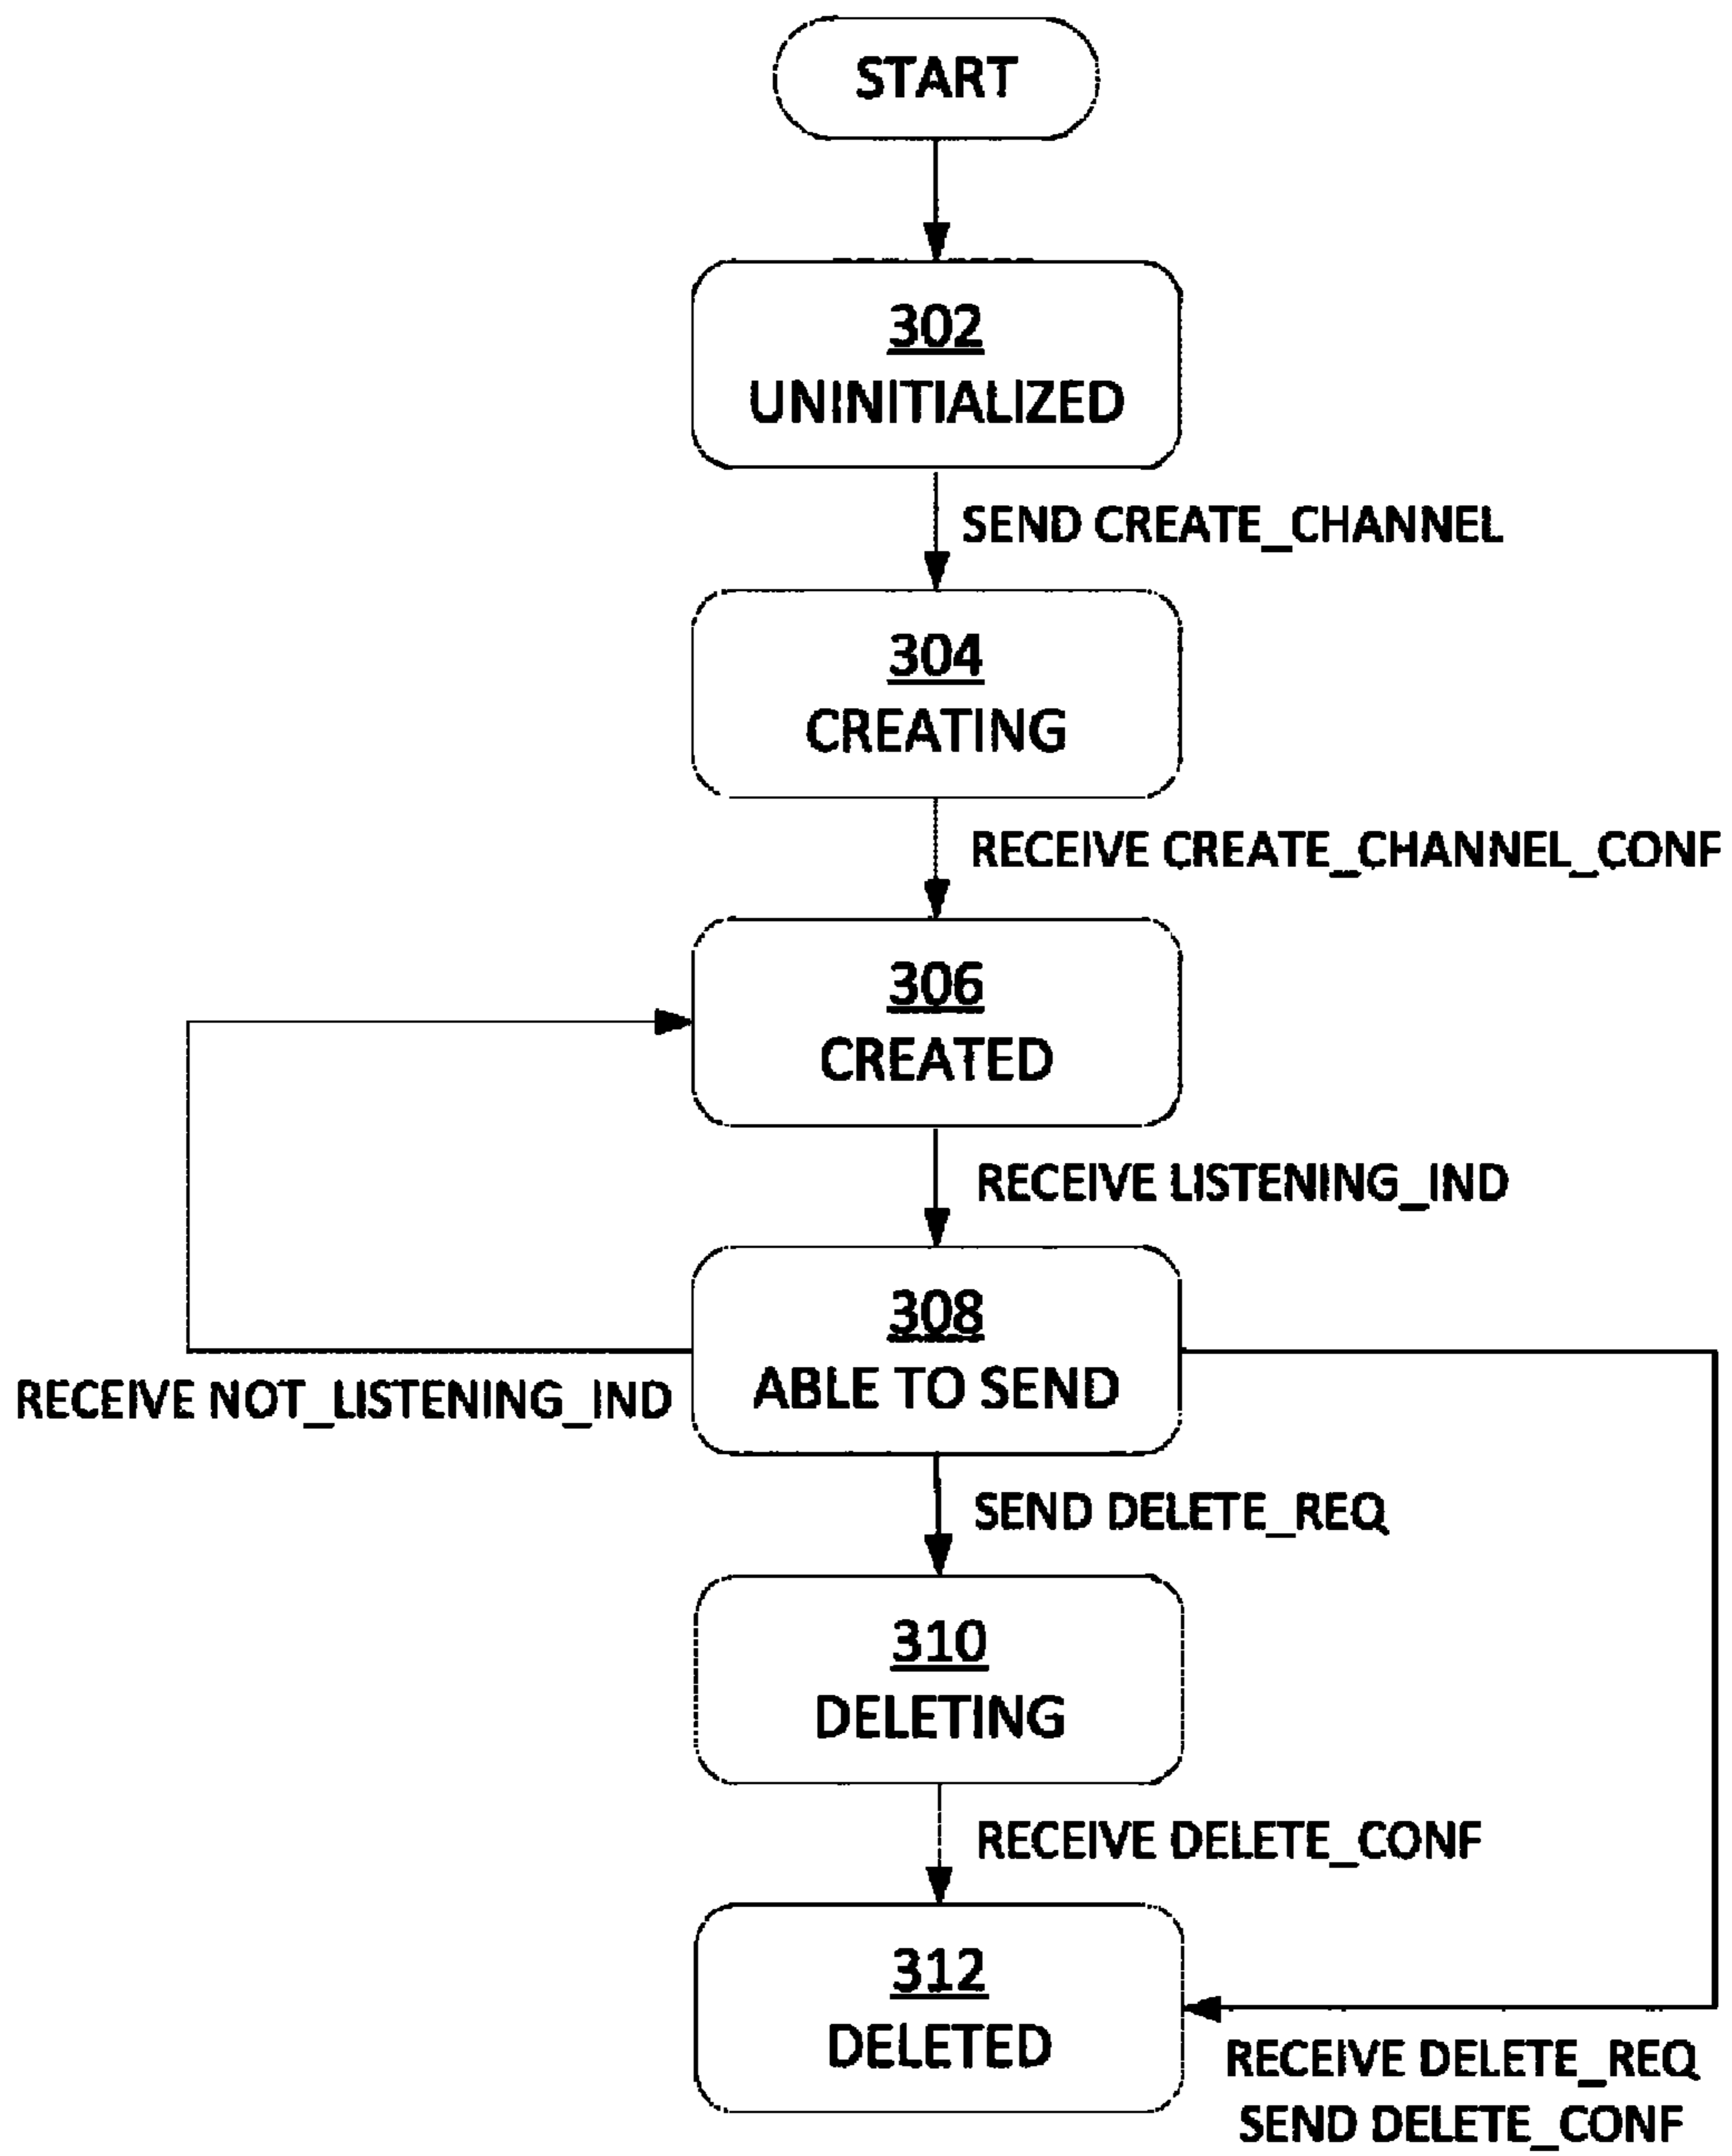 START
302
UNINITIALIZED
SEND CREATE_CHANNEL
304
CREATING
RECEIVE CREATE_CHANNEL_CONF
306
CREATED
RECEIVE LISTENING_IND
308
ABLE TO SEND
RECEIVE NOT_LISTENING_IND
SEND DELETE_REQ
310
DELETING
RECEIVE DELETE_CONF
312
DELETED
RECEIVE DELETE_REQ
SEND DELETE_CONF